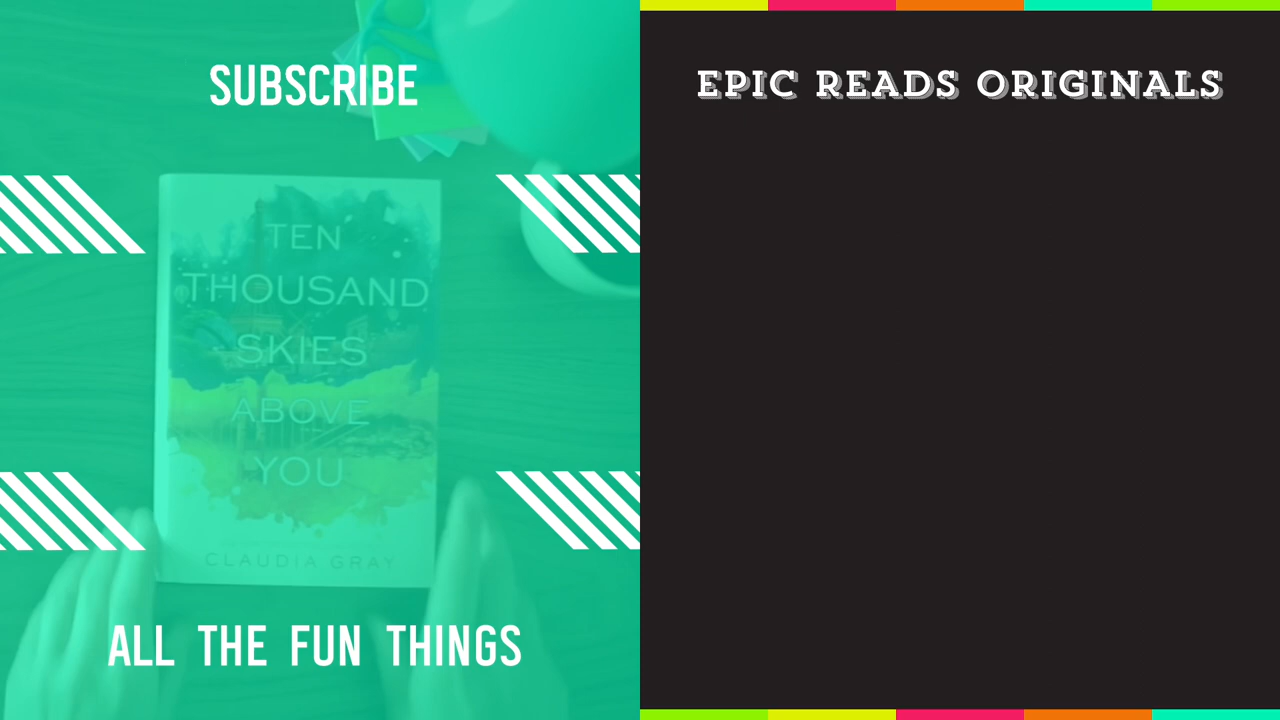 SUBSCRIBE
TEN
THOUSAND
SKIES
ABOVE
YOU
CLAUDIA GRAY
ALL THE FUN THINGS
EPIC READS ORIGINALS